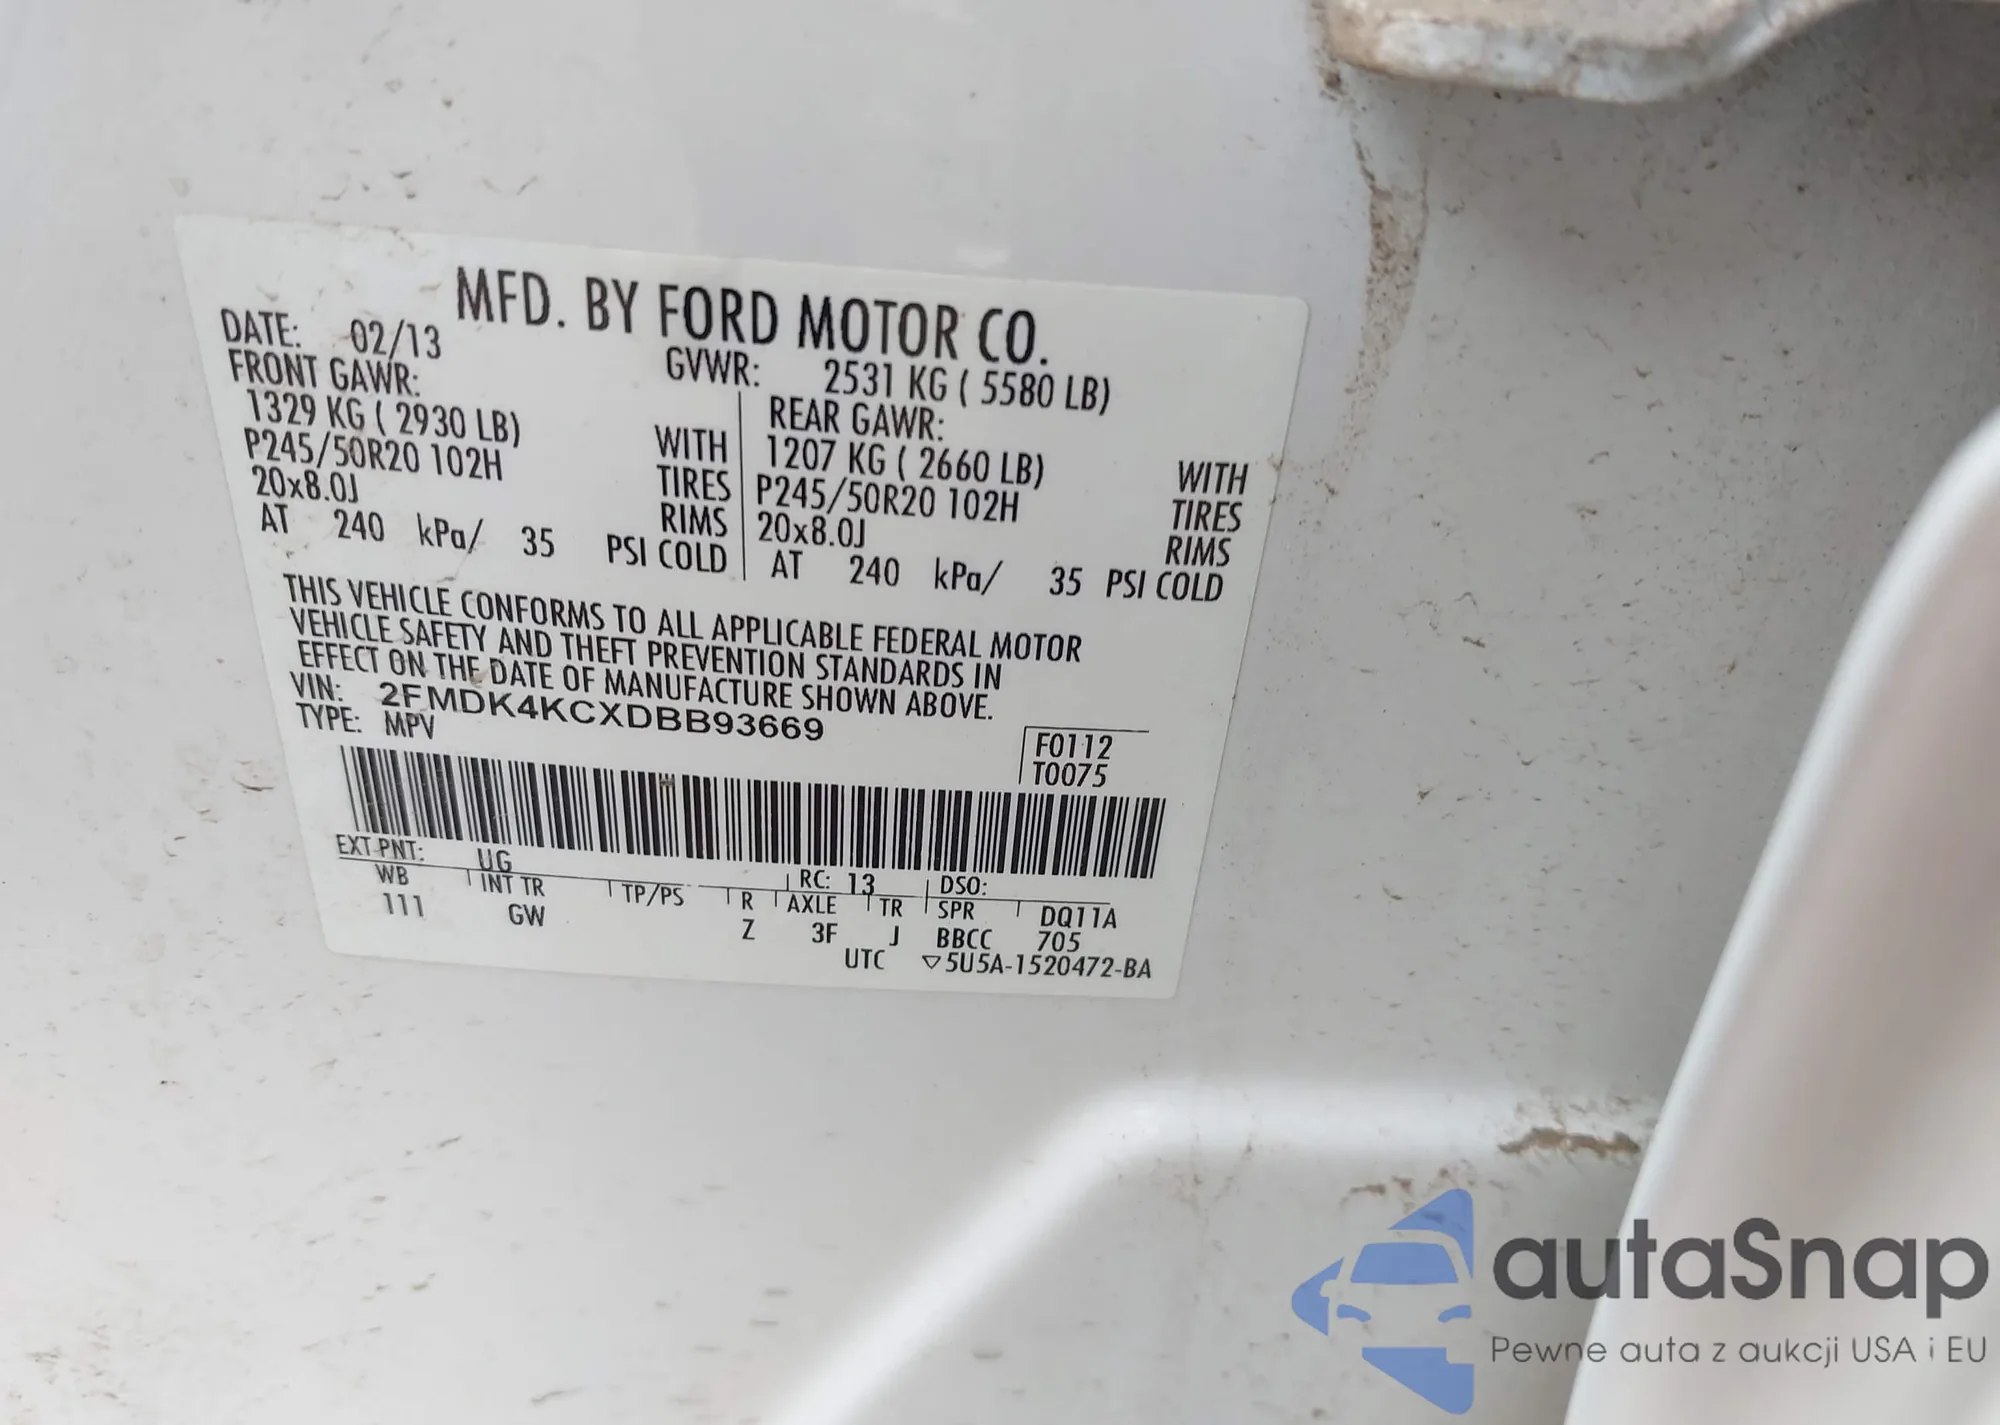 MFD. BY FORD MOTOR CO.
DATE: 02/13 GVWR: 2531 KG ( 5580 LB)
FRONT GAWR: REAR GAWR:
1329 KG ( 2930 LB) WITH 1207 KG ( 2660 LB) WITH
P245/50R20 102H TIRES P245/50R20 102H TIRES
20x8.0J RIMS 20x8.0J RIMS
AT 240 kPa/ 35 PSI COLD AT 240 kPa/ 35 PSI COLD
THIS VEHICLE CONFORMS TO ALL APPLICABLE FEDERAL MOTOR
VEHICLE SAFETY AND THEFT PREVENTION STANDARDS IN
EFFECT ON THE DATE OF MANUFACTURE SHOWN ABOVE.
VIN: 2FMDK4KCXDBB93669
TYPE: MPV
F0112
T0075
EXT PNT: UG RC: 13 DSO:
WB INT TR TP/PS R AXLE TR SPR DQ11A
111 GW Z 3F J BBCC 705
UTC ▽5U5A-1520472-BA
autaSnap
Pewne auta z aukcji USA i EU